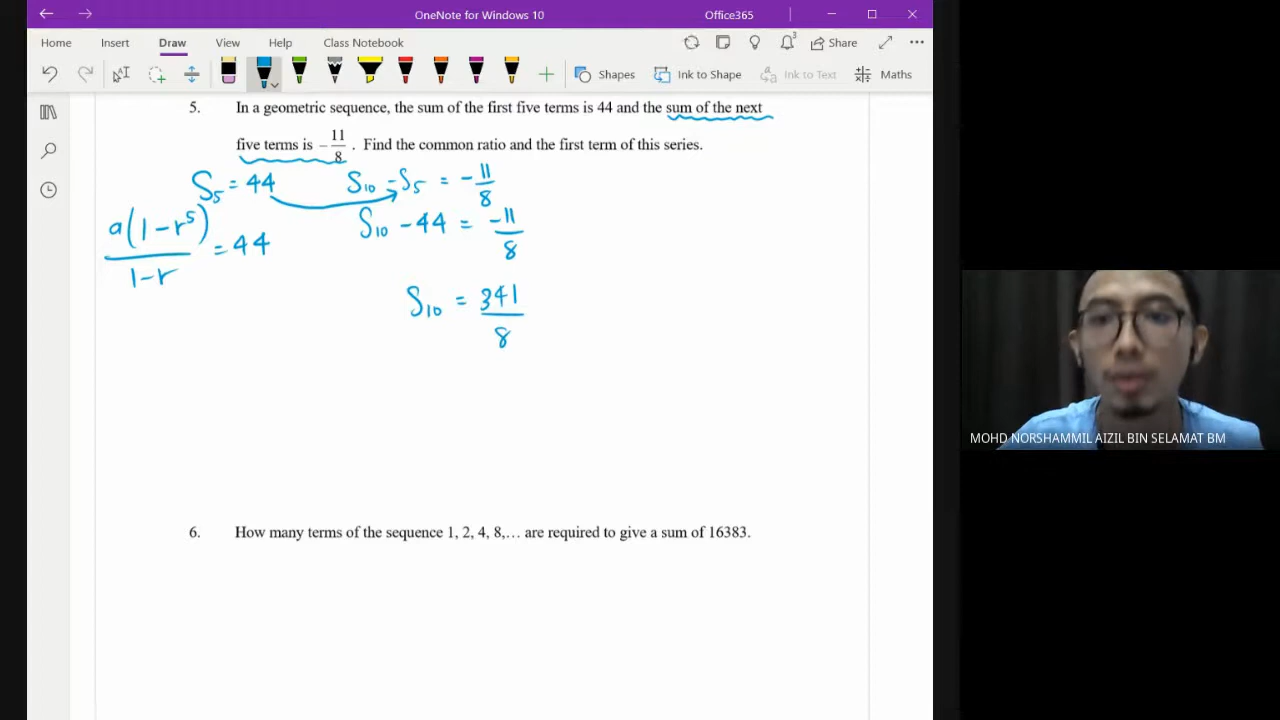 OneNote for Windows 10
Office365
Home Insert Draw View Help Class Notebook
3
Share
Shapes Ink to Shape Ink to Text Maths
5. In a geometric sequence, the sum of the first five terms is 44 and the sum of the next
five terms is -11/8 . Find the common ratio and the first term of this series.
S5 = 44 S10 - S5 = -11/8
a(1-r^5)/(1-r) = 44
S10 - 44 = -11/8
S10 = 341/8
MOHD NORSHAMMIL AIZIL BIN SELAMAT BM
6. How many terms of the sequence 1, 2, 4, 8,… are required to give a sum of 16383.